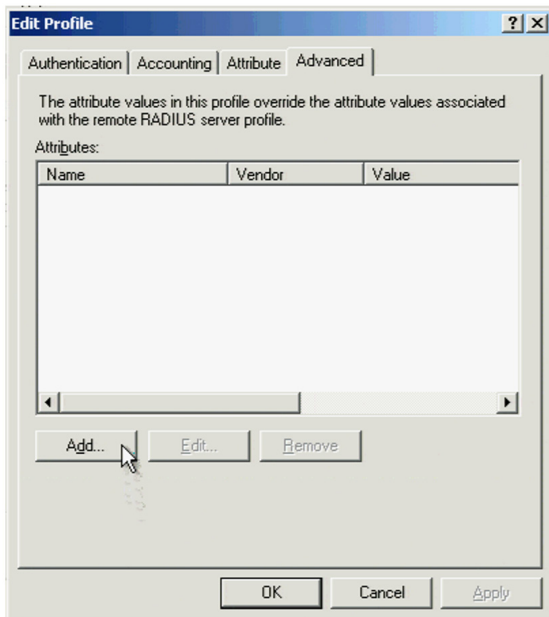 Edit Profile
Authentication Accounting Attribute Advanced
The attribute values in this profile override the attribute values associated
with the remote RADIUS server profile.
Attributes:
Name Vendor Value
Add... Edit... Remove
OK Cancel Apply